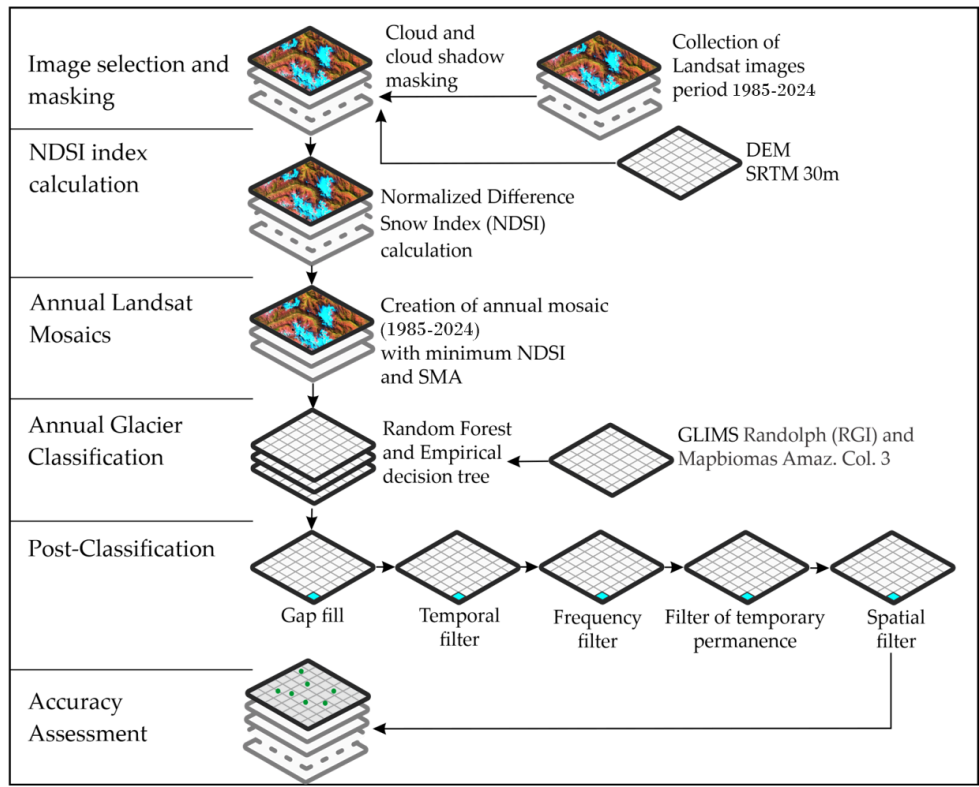 Image selection and
masking
Cloud and
cloud shadow
masking
Collection of
Landsat images
period 1985-2024
DEM
SRTM 30m
NDSI index
calculation
Normalized Difference
Snow Index (NDSI)
calculation
Annual Landsat
Mosaics
Creation of annual mosaic
(1985-2024)
with minimum NDSI
and SMA
Annual Glacier
Classification
Random Forest
and Empirical
decision tree
GLIMS Randolph (RGI) and
Mapbiomas Amaz. Col. 3
Post-Classification
Gap fill
Temporal
filter
Frequency
filter
Filter of temporary
permanence
Spatial
filter
Accuracy
Assessment